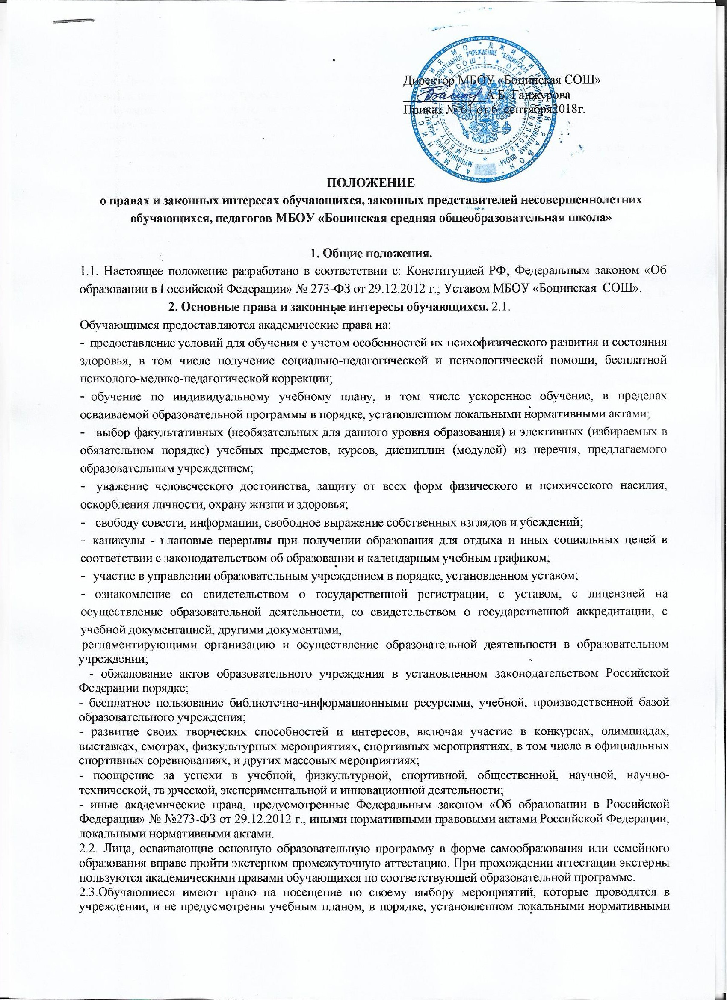 Директор МБОУ «Боцинская СОШ»
А.Б. Ганжурова
Приказ № 61 от 6 сентября2018г.
ПОЛОЖЕНИЕ
о правах и законных интересах обучающихся, законных представителей несовершеннолетних
обучающихся, педагогов МБОУ «Боцинская средняя общеобразовательная школа»
1. Общие положения.
1.1. Настоящее положение разработано в соответствии с: Конституцией РФ; Федеральным законом «Об
образовании в Российской Федерации» № 273-ФЗ от 29.12.2012 г.; Уставом МБОУ «Боцинская СОШ».
2. Основные права и законные интересы обучающихся. 2.1.
Обучающимся предоставляются академические права на:
- предоставление условий для обучения с учетом особенностей их психофизического развития и состояния
здоровья, в том числе получение социально-педагогической и психологической помощи, бесплатной
психолого-медико-педагогической коррекции;
- обучение по индивидуальному учебному плану, в том числе ускоренное обучение, в пределах
осваиваемой образовательной программы в порядке, установленном локальными нормативными актами;
- выбор факультативных (необязательных для данного уровня образования) и элективных (избираемых в
обязательном порядке) учебных предметов, курсов, дисциплин (модулей) из перечня, предлагаемого
образовательным учреждением;
- уважение человеческого достоинства, защиту от всех форм физического и психического насилия,
оскорбления личности, охрану жизни и здоровья;
- свободу совести, информации, свободное выражение собственных взглядов и убеждений;
- каникулы - плановые перерывы при получении образования для отдыха и иных социальных целей в
соответствии с законодательством об образовании и календарным учебным графиком;
- участие в управлении образовательным учреждением в порядке, установленном уставом;
- ознакомление со свидетельством о государственной регистрации, с уставом, с лицензией на
осуществление образовательной деятельности, со свидетельством о государственной аккредитации, с
учебной документацией, другими документами,
регламентирующими организацию и осуществление образовательной деятельности в образовательном
учреждении;
- обжалование актов образовательного учреждения в установленном законодательством Российской
Федерации порядке;
- бесплатное пользование библиотечно-информационными ресурсами, учебной, производственной базой
образовательного учреждения;
- развитие своих творческих способностей и интересов, включая участие в конкурсах, олимпиадах,
выставках, смотрах, физкультурных мероприятиях, спортивных мероприятиях, в том числе в официальных
спортивных соревнованиях, и других массовых мероприятиях;
- поощрение за успехи в учебной, физкультурной, спортивной, общественной, научной, научно-
технической, творческой, экспериментальной и инновационной деятельности;
- иные академические права, предусмотренные Федеральным законом «Об образовании в Российской
Федерации» № №273-ФЗ от 29.12.2012 г., иными нормативными правовыми актами Российской Федерации,
локальными нормативными актами.
2.2. Лица, осваивающие основную образовательную программу в форме самообразования или семейного
образования вправе пройти экстерном промежуточную аттестацию. При прохождении аттестации экстерны
пользуются академическими правами обучающихся по соответствующей образовательной программе.
2.3.Обучающиеся имеют право на посещение по своему выбору мероприятий, которые проводятся в
учреждении, и не предусмотрены учебным планом, в порядке, установленном локальными нормативными